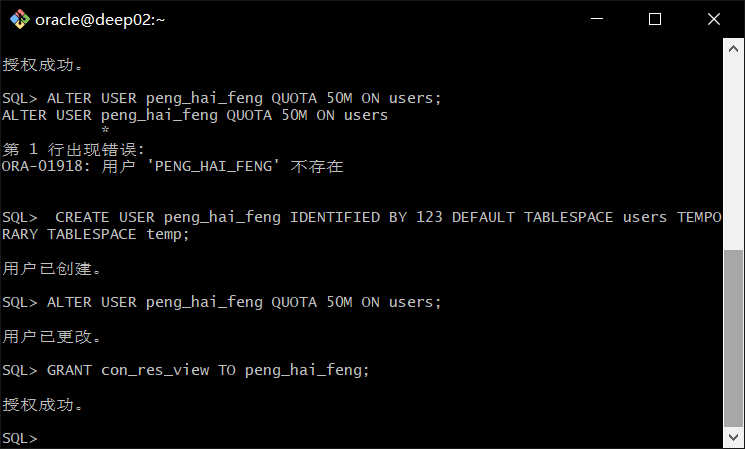 oracle@deep02:~
授权成功。
SQL> ALTER USER peng_hai_feng QUOTA 50M ON users;
ALTER USER peng_hai_feng QUOTA 50M ON users
*
第 1 行出现错误:
ORA-01918: 用户 'PENG_HAI_FENG' 不存在
SQL>  CREATE USER peng_hai_feng IDENTIFIED BY 123 DEFAULT TABLESPACE users TEMPO
RARY TABLESPACE temp;
用户已创建。
SQL> ALTER USER peng_hai_feng QUOTA 50M ON users;
用户已更改。
SQL> GRANT con_res_view TO peng_hai_feng;
授权成功。
SQL>